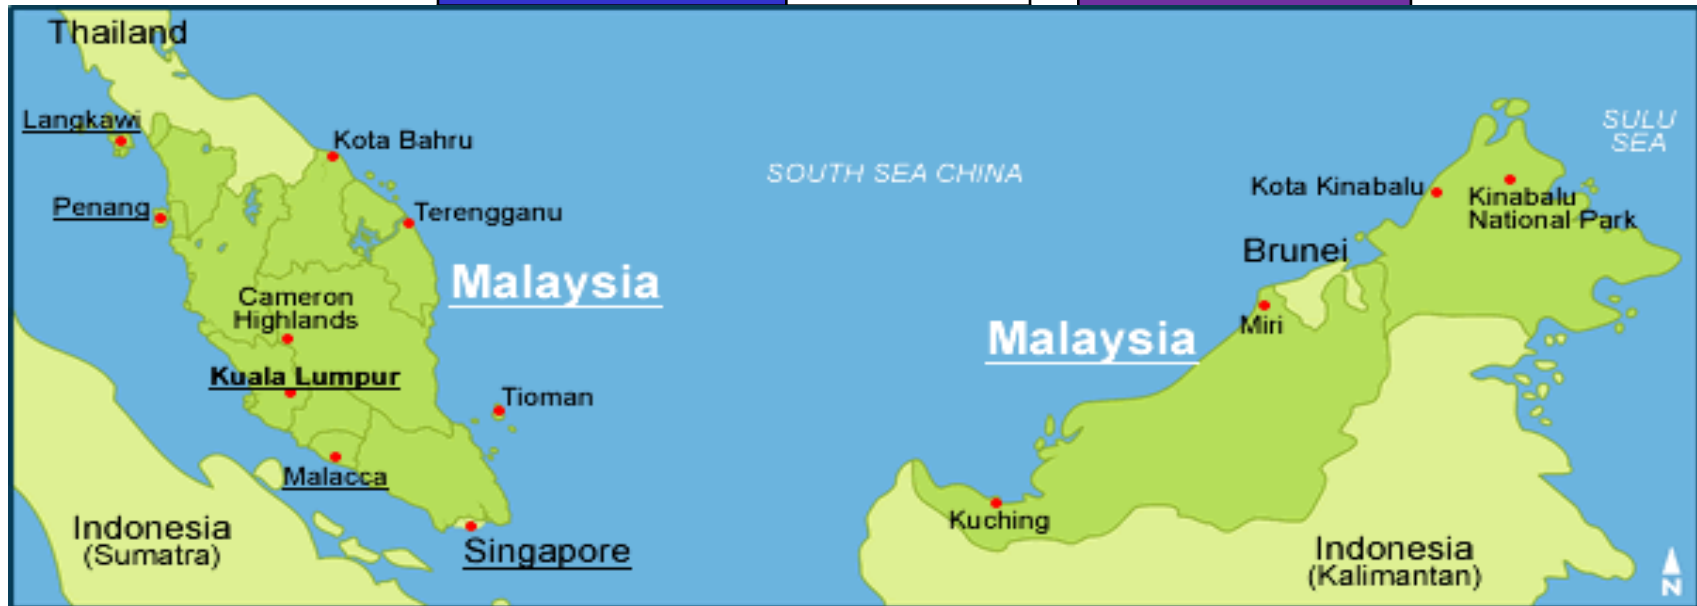 Thailand
Langkawi
Kota Bahru
Penang
Terengganu
Malaysia
Cameron
Highlands
Kuala Lumpur
Tioman
Malacca
Indonesia
(Sumatra)
Singapore
SOUTH SEA CHINA
SULU
SEA
Kota Kinabalu
Kinabalu
National Park
Brunei
Miri
Malaysia
Kuching
Indonesia
(Kalimantan)
N